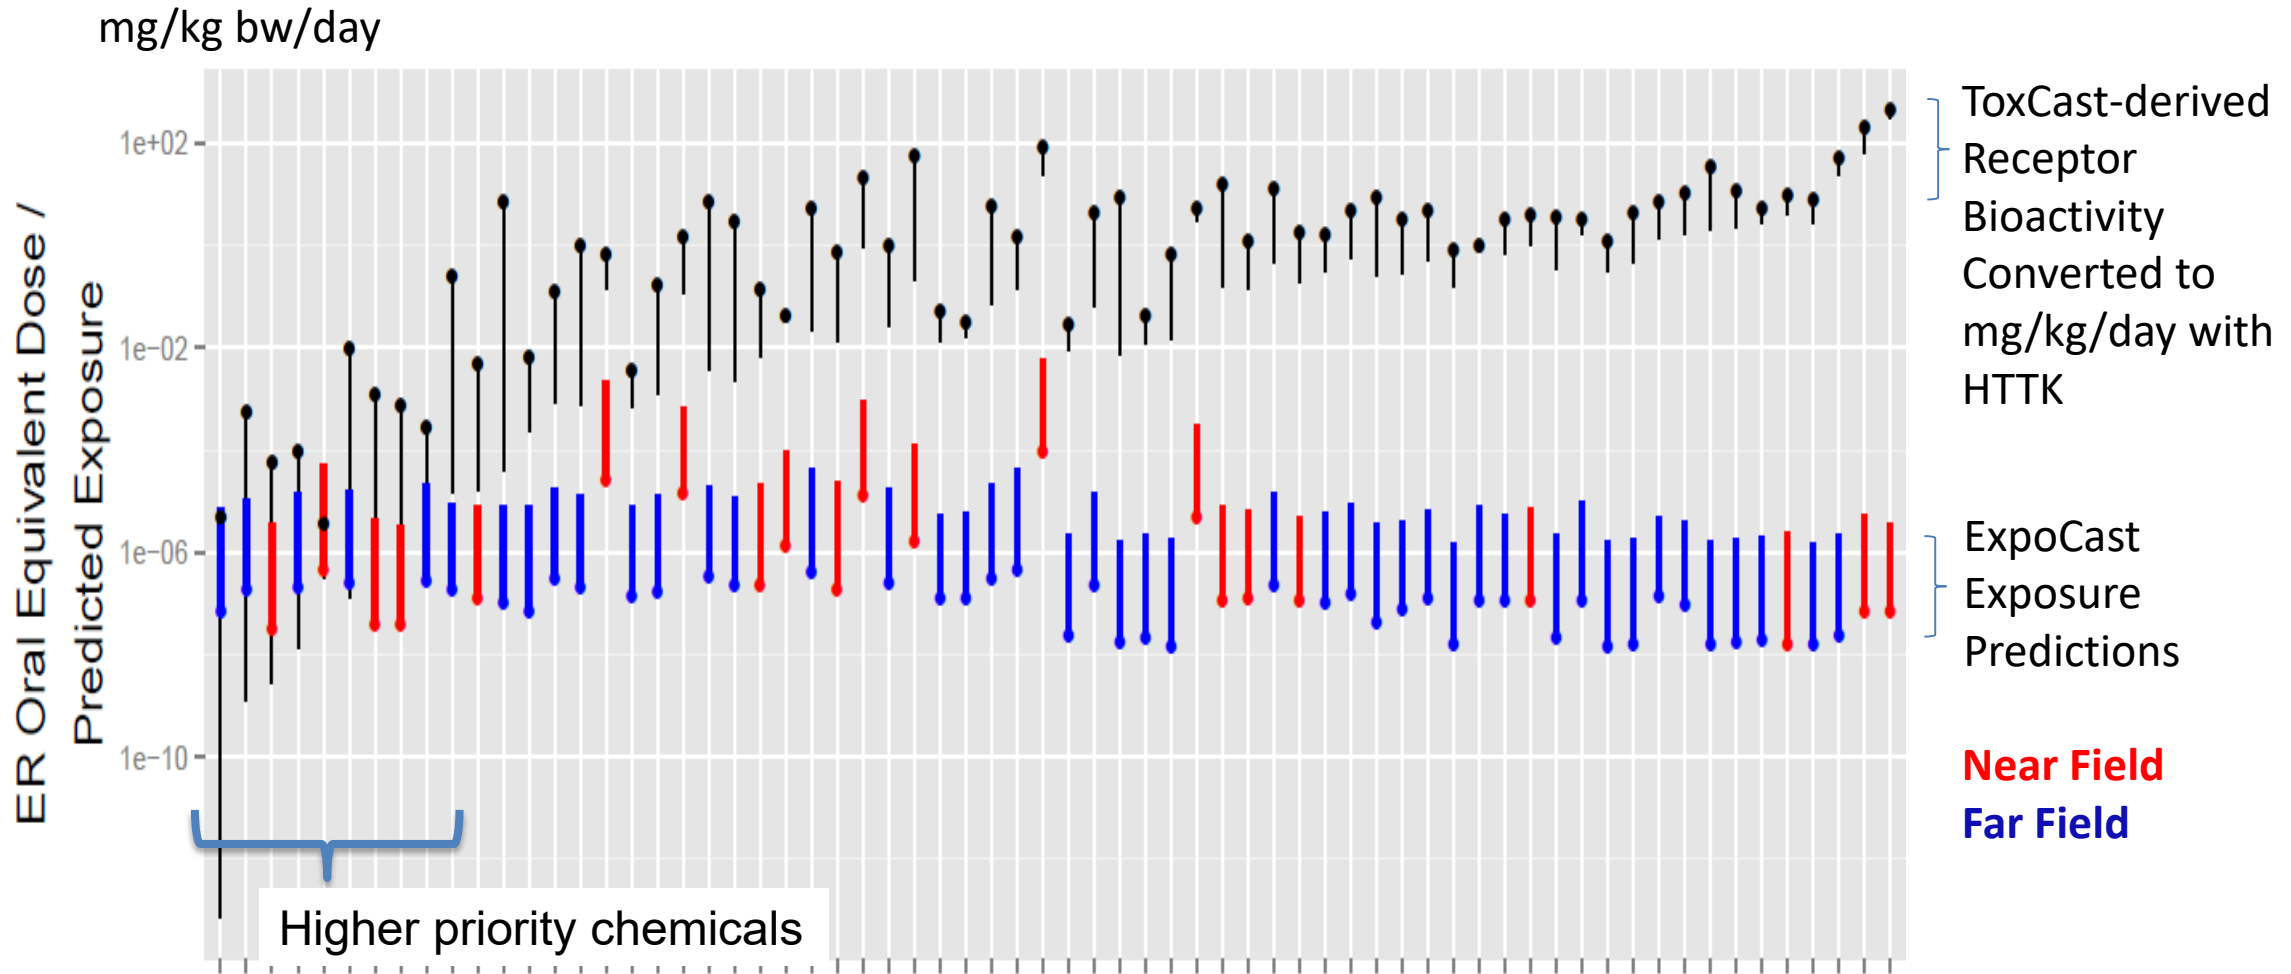 mg/kg bw/day
ER Oral Equivalent Dose /
Predicted Exposure
1e+02
1e−02
1e−06
1e−10
Higher priority chemicals
ToxCast-derived
Receptor
Bioactivity
Converted to
mg/kg/day with
HTTK
ExpoCast
Exposure
Predictions
Near Field
Far Field